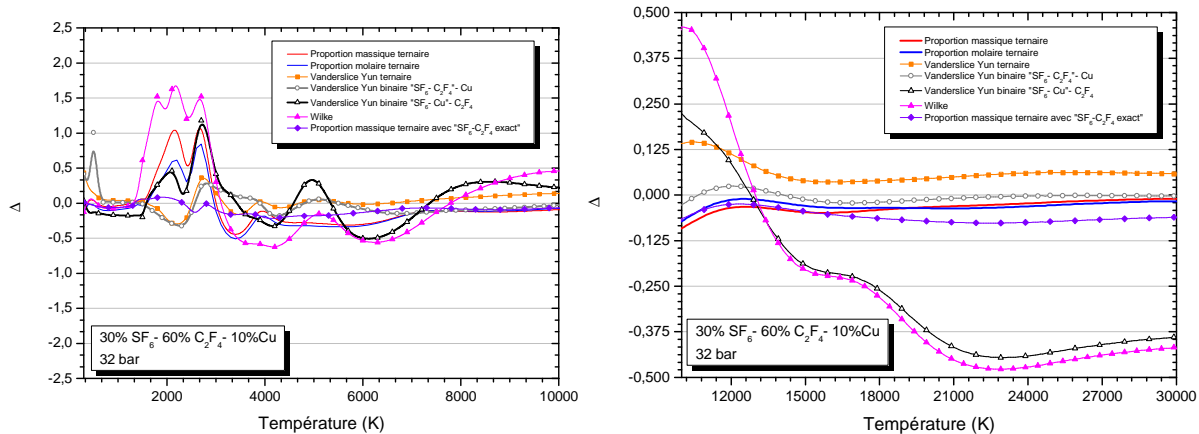 2,5
2,0
1,5
1,0
0,5
0,0
-0,5
-1,0
-1,5
-2,0
-2,5
Δ
Proportion massique ternaire
Proportion molaire ternaire
Vanderslice Yun ternaire
Vanderslice Yun binaire "SF6- C2F4"- Cu
Vanderslice Yun binaire "SF6- Cu"- C2F4
Wilke
Proportion massique ternaire avec "SF6-C2F4 exact"
30% SF6- 60% C2F4- 10%Cu
32 bar
2000 4000 6000 8000 10000
Température (K)
0,500
0,375
0,250
0,125
0,000
-0,125
-0,250
-0,375
-0,500
Δ
Proportion massique ternaire
Proportion molaire ternaire
Vanderslice Yun ternaire
Vanderslice Yun binaire "SF6- C2F4"- Cu
Vanderslice Yun binaire "SF6- Cu"- C2F4
Wilke
Proportion massique ternaire avec "SF6-C2F4 exact"
30% SF6- 60% C2F4- 10%Cu
32 bar
12000 15000 18000 21000 24000 27000 30000
Température (K)